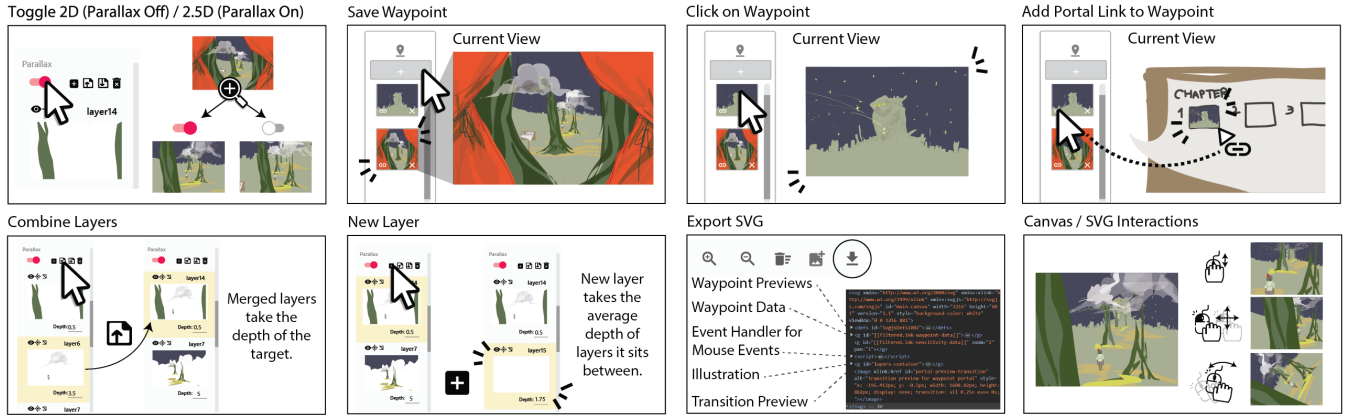 Toggle 2D (Parallax Off) / 2.5D (Parallax On)
Parallax
layer14
Save Waypoint
Current View
Click on Waypoint
Current View
Add Portal Link to Waypoint
Current View
CHAPTER
1
2
3
Combine Layers
Parallax
layer14
Depth: 0.5
layer6
Depth: 3.5
layer7
Parallax
layer14
Depth: 0.5
layer7
Depth: 5
Merged layers
take the
depth of the
target.
New Layer
Parallax
Depth: 0.5
layer7
Depth: 5
Parallax
layer14
Depth: 0.5
layer15
Depth: 1.75
New layer
takes the
average
depth of
layers it sits
between.
Export SVG
Waypoint Previews
Waypoint Data
Event Handler for
Mouse Events
Illustration
Transition Preview
Canvas / SVG Interactions